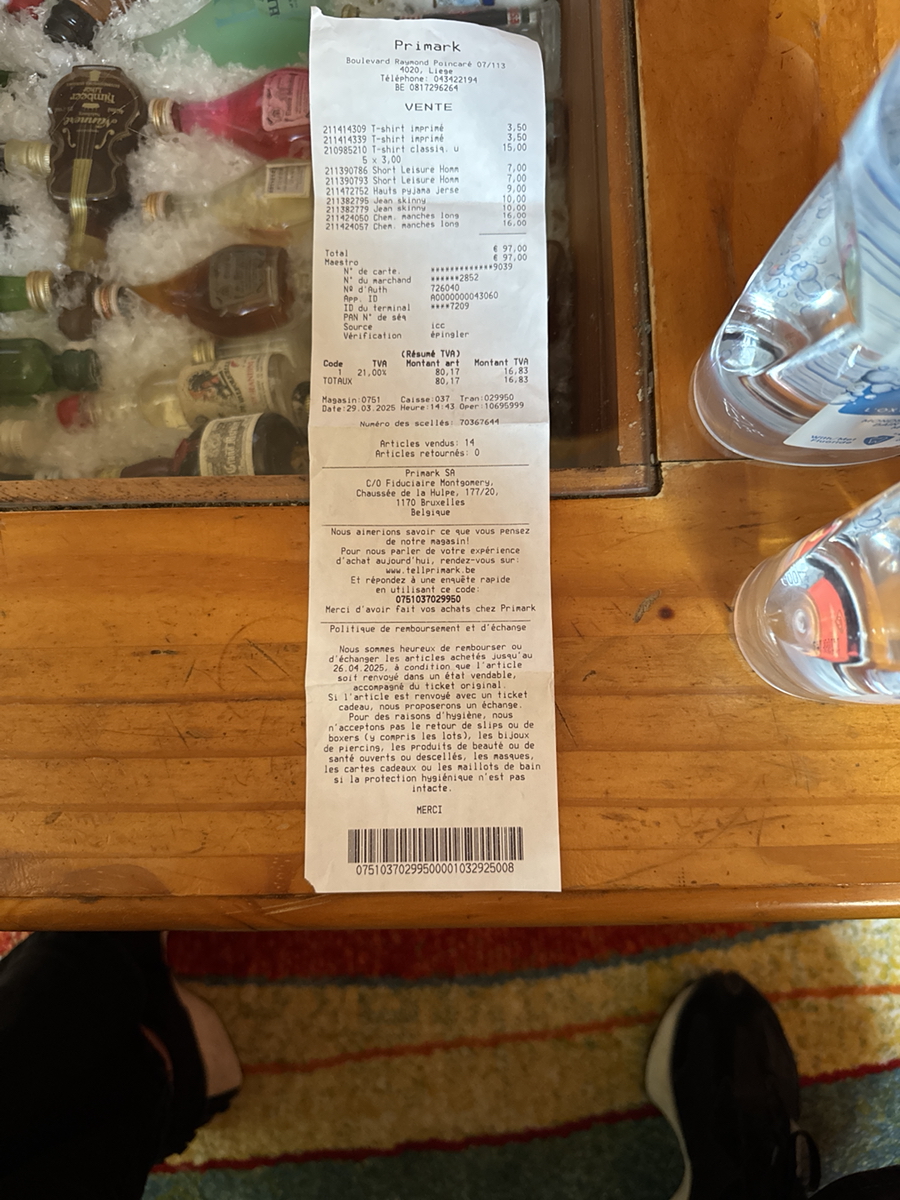 Primark
Boulevard Raymond Poincaré 07/113
4020, Liege
Téléphone: 043422194
BE 0817296264
VENTE
211414309 T-shirt imprimé 3,50
211414339 T-shirt imprimé 3,50
210985210 T-shirt classiq. u 15,00
5 x 3,00
211390786 Short Leisure Homm 7,00
211390793 Short Leisure Homm 7,00
211472752 Hauts pyjama jerse 9,00
211382795 Jean skinny 10,00
211382779 Jean skinny 10,00
211424050 Chem. manches long 16,00
211424057 Chem. manches long 16,00
Total € 97,00
Maestro € 97,00
N° de carte. *************9039
N° du marchand ******2852
Nº d'Auth 726040
App. ID A0000000043060
ID du terminal ****7209
PAN N° de séq
Source icc
Vérification épingler
(Résumé TVA)
Code TVA Montant art Montant TVA
1 21,00% 80,17 16,83
TOTAUX 80,17 16,83
Magasin:0751 Caisse:037 Tran:029950
Date:29.03.2025 Heure:14:43 Oper:10695999
Numéro des scellés: 70367644
Articles vendus: 14
Articles retournés: 0
Primark SA
C/O Fiduciaire Montgomery,
Chaussée de la Hulpe, 177/20,
1170 Bruxelles
Belgique
Nous aimerions savoir ce que vous pensez
de notre magasin!
Pour nous parler de votre expérience
d'achat aujourd'hui, rendez-vous sur:
www.tellprimark.be
Et répondez à une enquête rapide
en utilisant ce code:
0751037029950
Merci d'avoir fait vos achats chez Primark
Politique de remboursement et d'échange
Nous sommes heureux de rembourser ou
d'échanger les articles achetés jusqu'au
26.04.2025, à condition que l'article
soit renvoyé dans un état vendable,
accompagné du ticket original.
Si l'article est renvoyé avec un ticket
cadeau, nous proposerons un échange.
Pour des raisons d'hygiène, nous
n'acceptons pas le retour de slips ou de
boxers (y compris les lots), les bijoux
de piercing, les produits de beauté ou de
santé ouverts ou descellés, les masques,
les cartes cadeaux ou les maillots de bain
si la protection hygiénique n'est pas
intacte.
MERCI
07510370299500001032925008